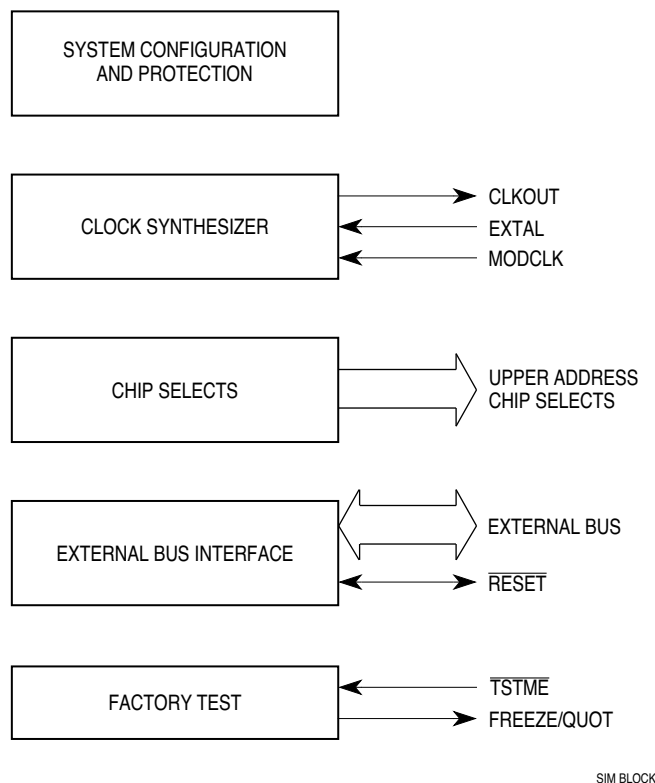 SYSTEM CONFIGURATION
AND PROTECTION
CLOCK SYNTHESIZER
CLKOUT
EXTAL
MODCLK
CHIP SELECTS
UPPER ADDRESS
CHIP SELECTS
EXTERNAL BUS INTERFACE
EXTERNAL BUS
RESET
FACTORY TEST
TSTME
FREEZE/QUOT
SIM BLOCK